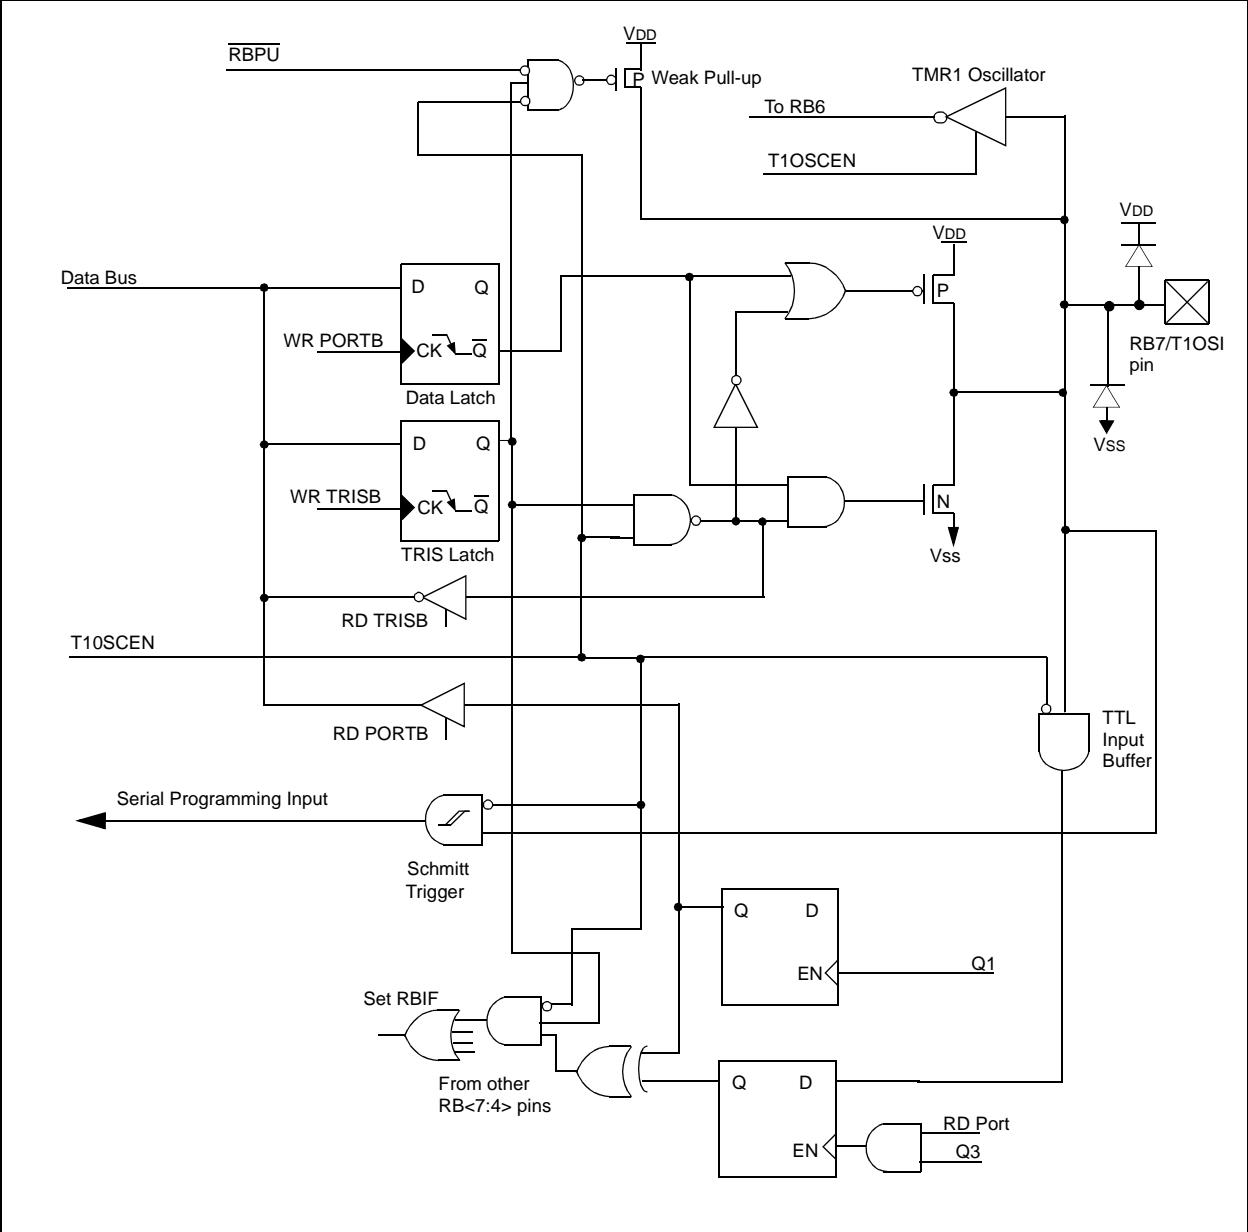 VDD
RBPU
P
Weak Pull-up
TMR1 Oscillator
To RB6
T1OSCEN
VDD
VDD
Data Bus
D Q
P
WR PORTB
CK Q
RB7/T1OSI
pin
Data Latch
D Q
VSS
WR TRISB
CK Q
N
TRIS Latch
Vss
RD TRISB
T10SCEN
RD PORTB
TTL
Input
Buffer
Serial Programming Input
Schmitt
Trigger
Q D
EN
Q1
Set RBIF
From other
RB<7:4> pins
Q D
RD Port
EN
Q3